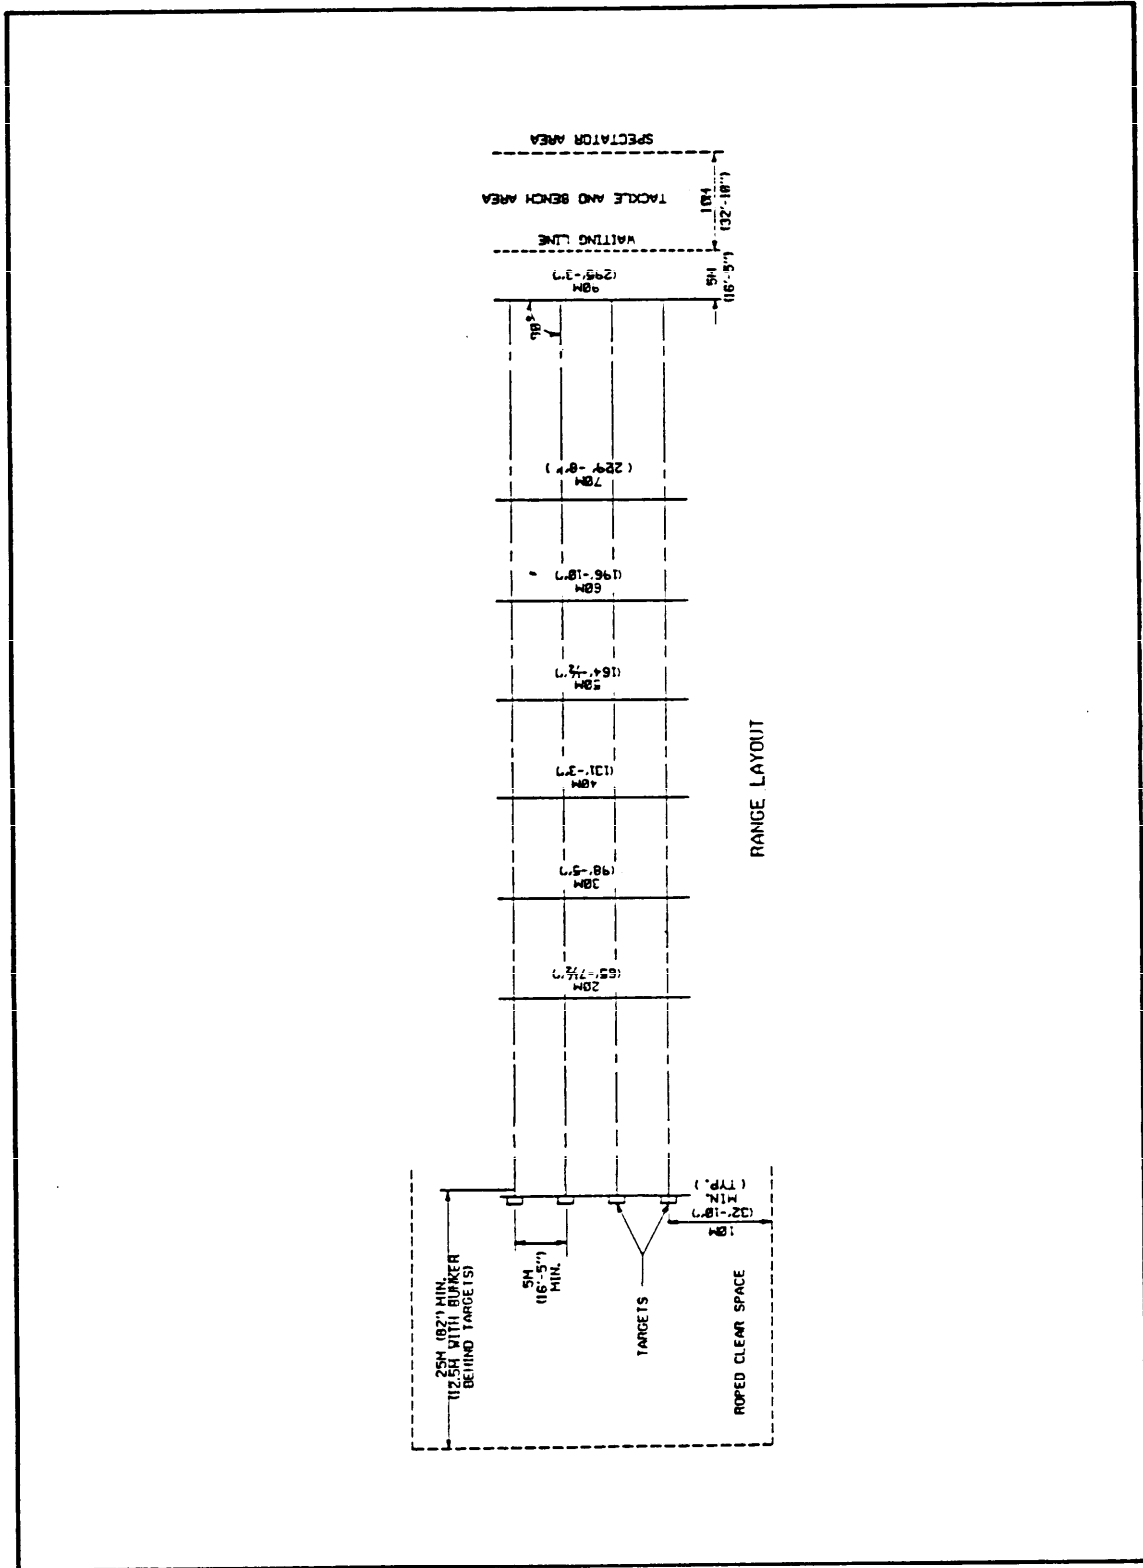 SPECTATOR AREA
TACKLE AND BENCH AREA
10M
(32'-10")
WAITING LINE
5M
(16'-5")
90M
(295'-3")
90°
70M
(229'-8")
60M
(196'-10")
50M
(164'-½")
40M
(131'-3")
30M
(98'-5")
20M
(65'-7½")
RANGE LAYOUT
25M (82') MIN.
(12.5M WITH BUNKER
BEHIND TARGETS)
5M
(16'-5")
MIN.
TARGETS
10M
(32'-10")
MIN.
(TYP.)
ROPED CLEAR SPACE